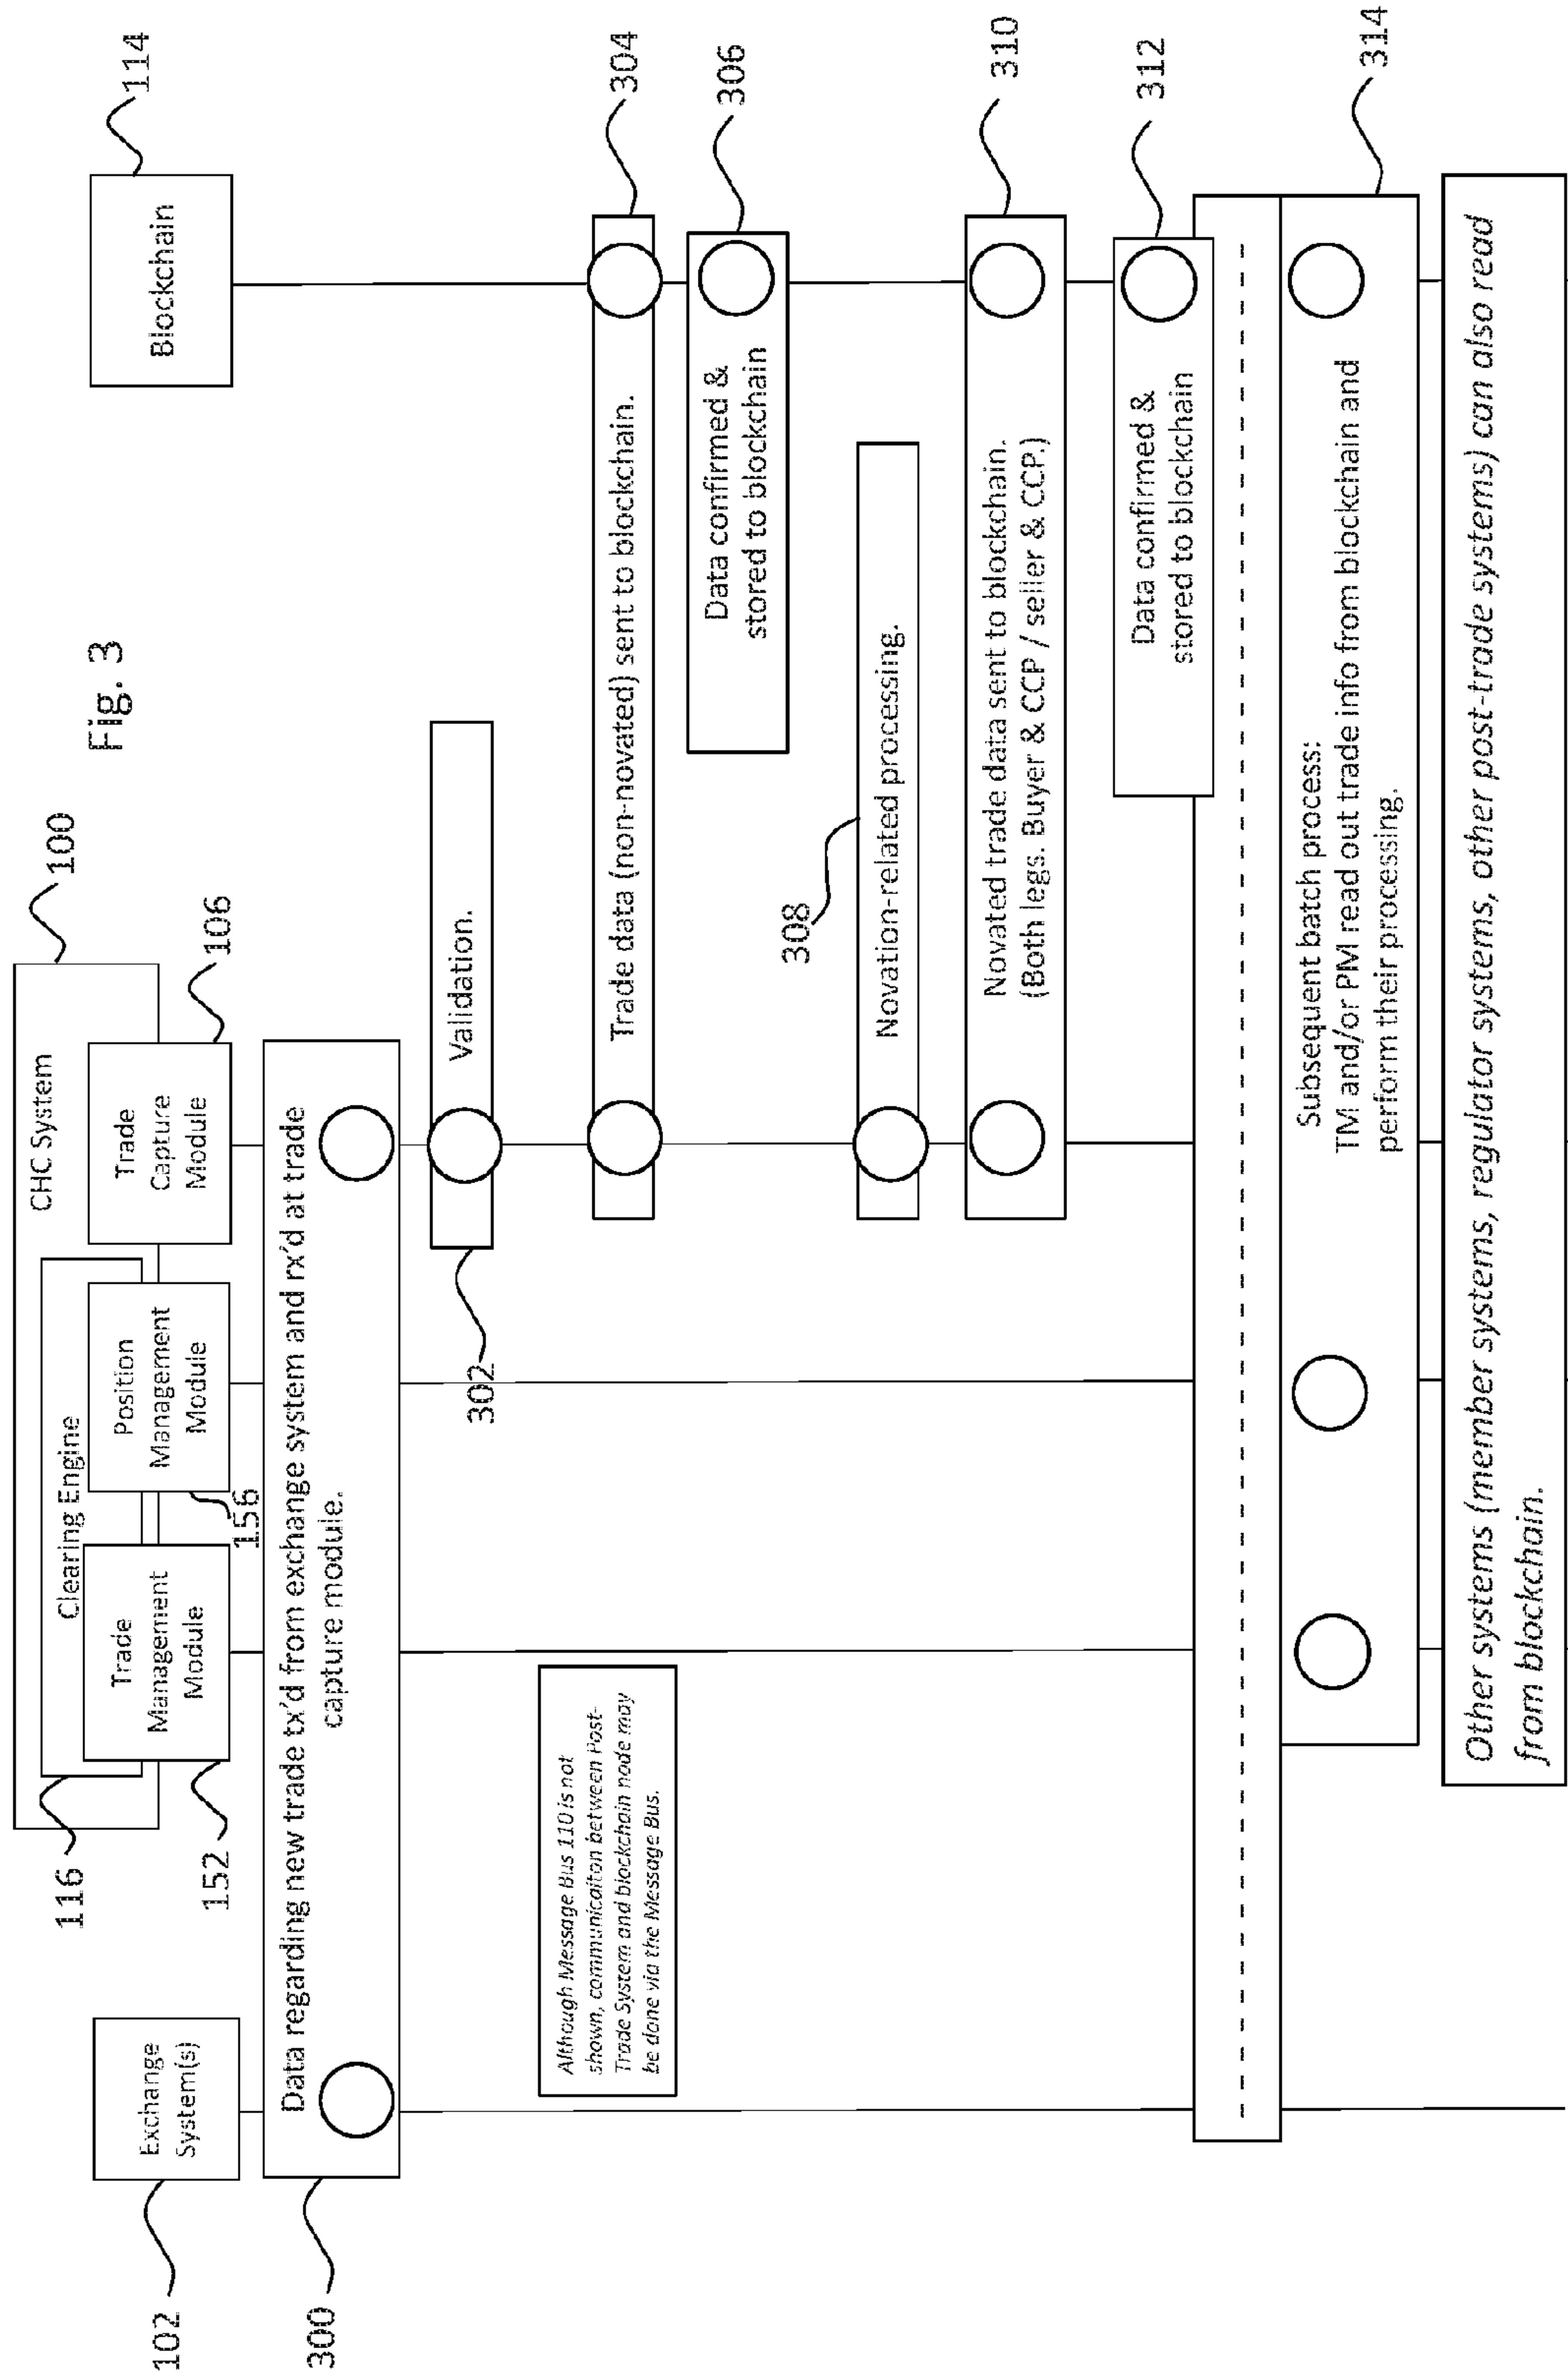 Fig. 3
100
CHC System
116
Clearing Engine
102
Exchange
System(s)
152
Trade
Management
Module
156
Position
Management
Module
106
Trade
Capture
Module
114
Blockchain
300
Data regarding new trade tx'd from exchange system and rx'd at trade
capture module.
302
Validation.
Although Message Bus 110 is not
shown, communicaiton between Post-
Trade System and blockchain node may
be done via the Message Bus.
304
Trade data (non-novated) sent to blockchain.
306
Data confirmed &
stored to blockchain
308
Novation-related processing.
310
Novated trade data sent to blockchain.
(Both legs. Buyer & CCP / seller & CCP.)
312
Data confirmed &
stored to blockchain
314
Subsequent batch process:
TM and/or PM read out trade info from blockchain and
perform their processing.
Other systems (member systems, regulator systems, other post-trade systems) can also read
from blockchain.